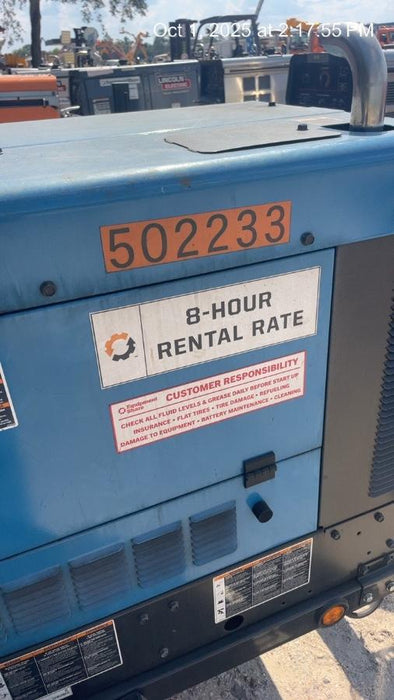 Oct 1, 2025 at 2:17:55 PM
LINCOLN
ELECTRIC
502233
8-HOUR
RENTAL RATE
Equipment
Share
CUSTOMER RESPONSIBILITY
CHECK ALL FLUID LEVELS & GREASE DAILY BEFORE START UP
INSURANCE • FLAT TIRES • TIRE DAMAGE • REFUELING
DAMAGE TO EQUIPMENT • BATTERY MAINTENANCE • CLEANING